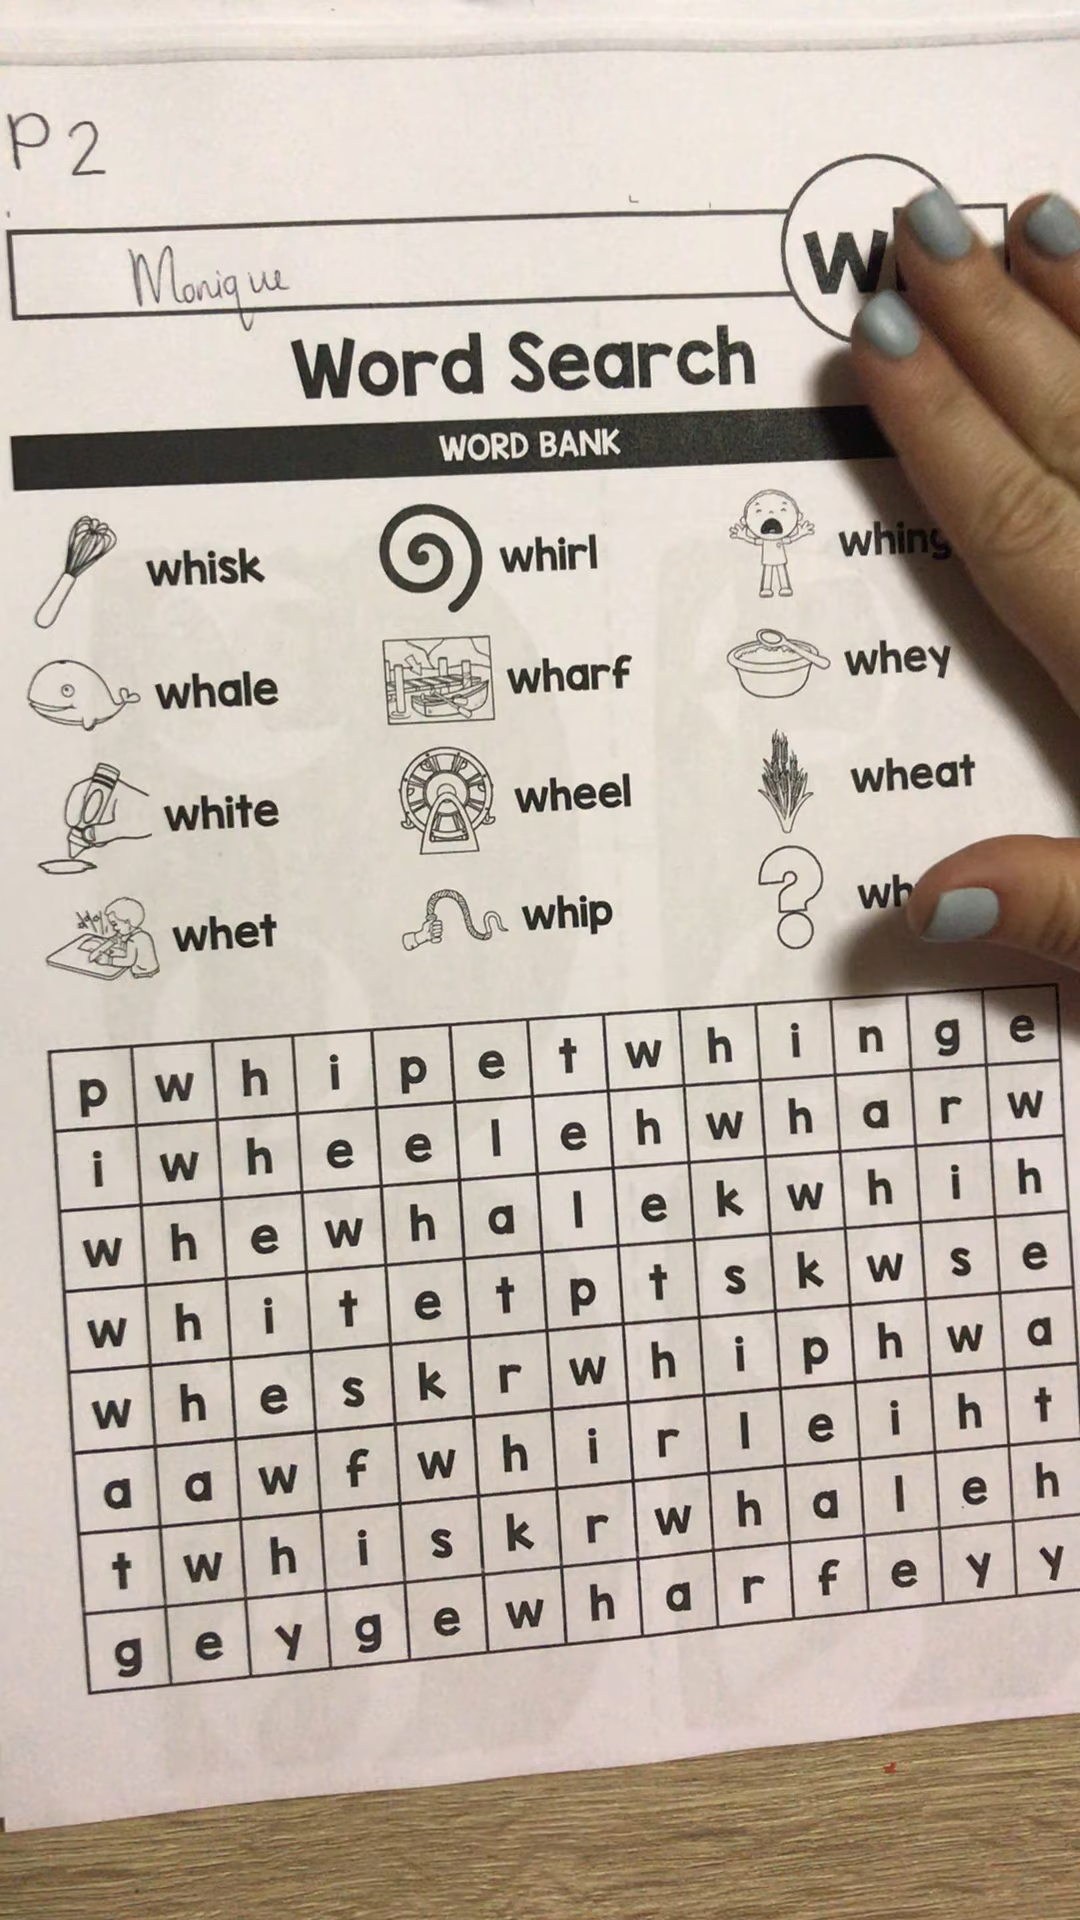 P2
Monique
Word Search
WORD BANK
whisk whirl
whale wharf whey
white wheel wheat
whet whip
p w h i p e t w h i n g e
i w h e e l e h w h a r w
w h e w h a l e k w h i h
w h i t e t p t s k w s e
w h e s k r w h i p h w a
a a w f w h i r l e i h t
t w h i s k r w h a l e h
g e y g e w h a r f e y y